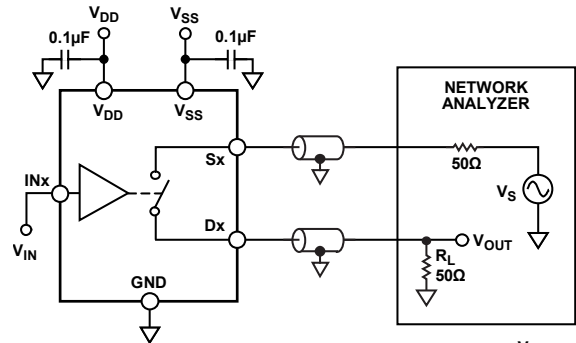 VDD
VSS
0.1µF
0.1µF
VDD
VSS
NETWORK
ANALYZER
Sx
50Ω
INx
VS
Dx
VOUT
VIN
RL
50Ω
GND